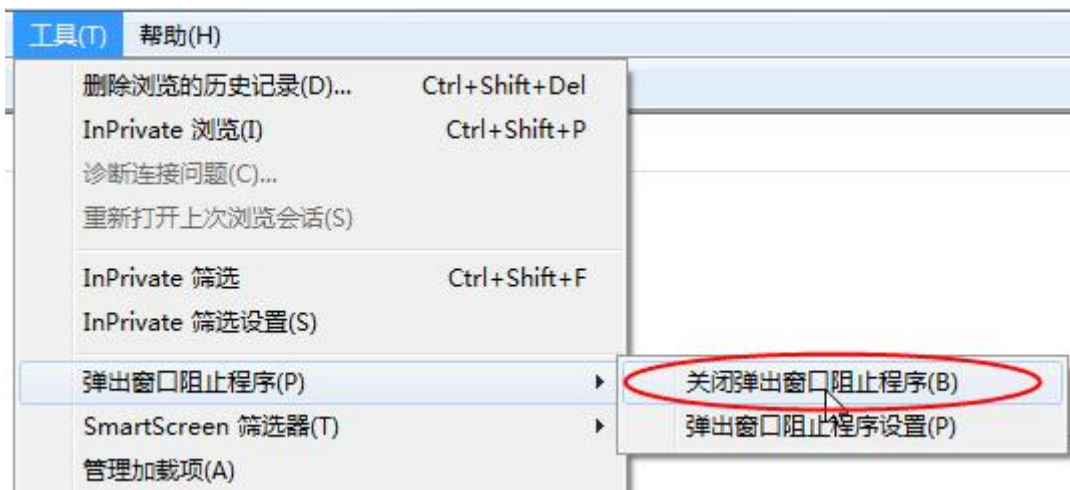 工具(T) 帮助(H)
删除浏览的历史记录(D)... Ctrl+Shift+Del
InPrivate 浏览(I) Ctrl+Shift+P
诊断连接问题(C)...
重新打开上次浏览会话(S)
InPrivate 筛选 Ctrl+Shift+F
InPrivate 筛选设置(S)
弹出窗口阻止程序(P) 关闭弹出窗口阻止程序(B)
SmartScreen 筛选器(T) 弹出窗口阻止程序设置(P)
管理加载项(A)